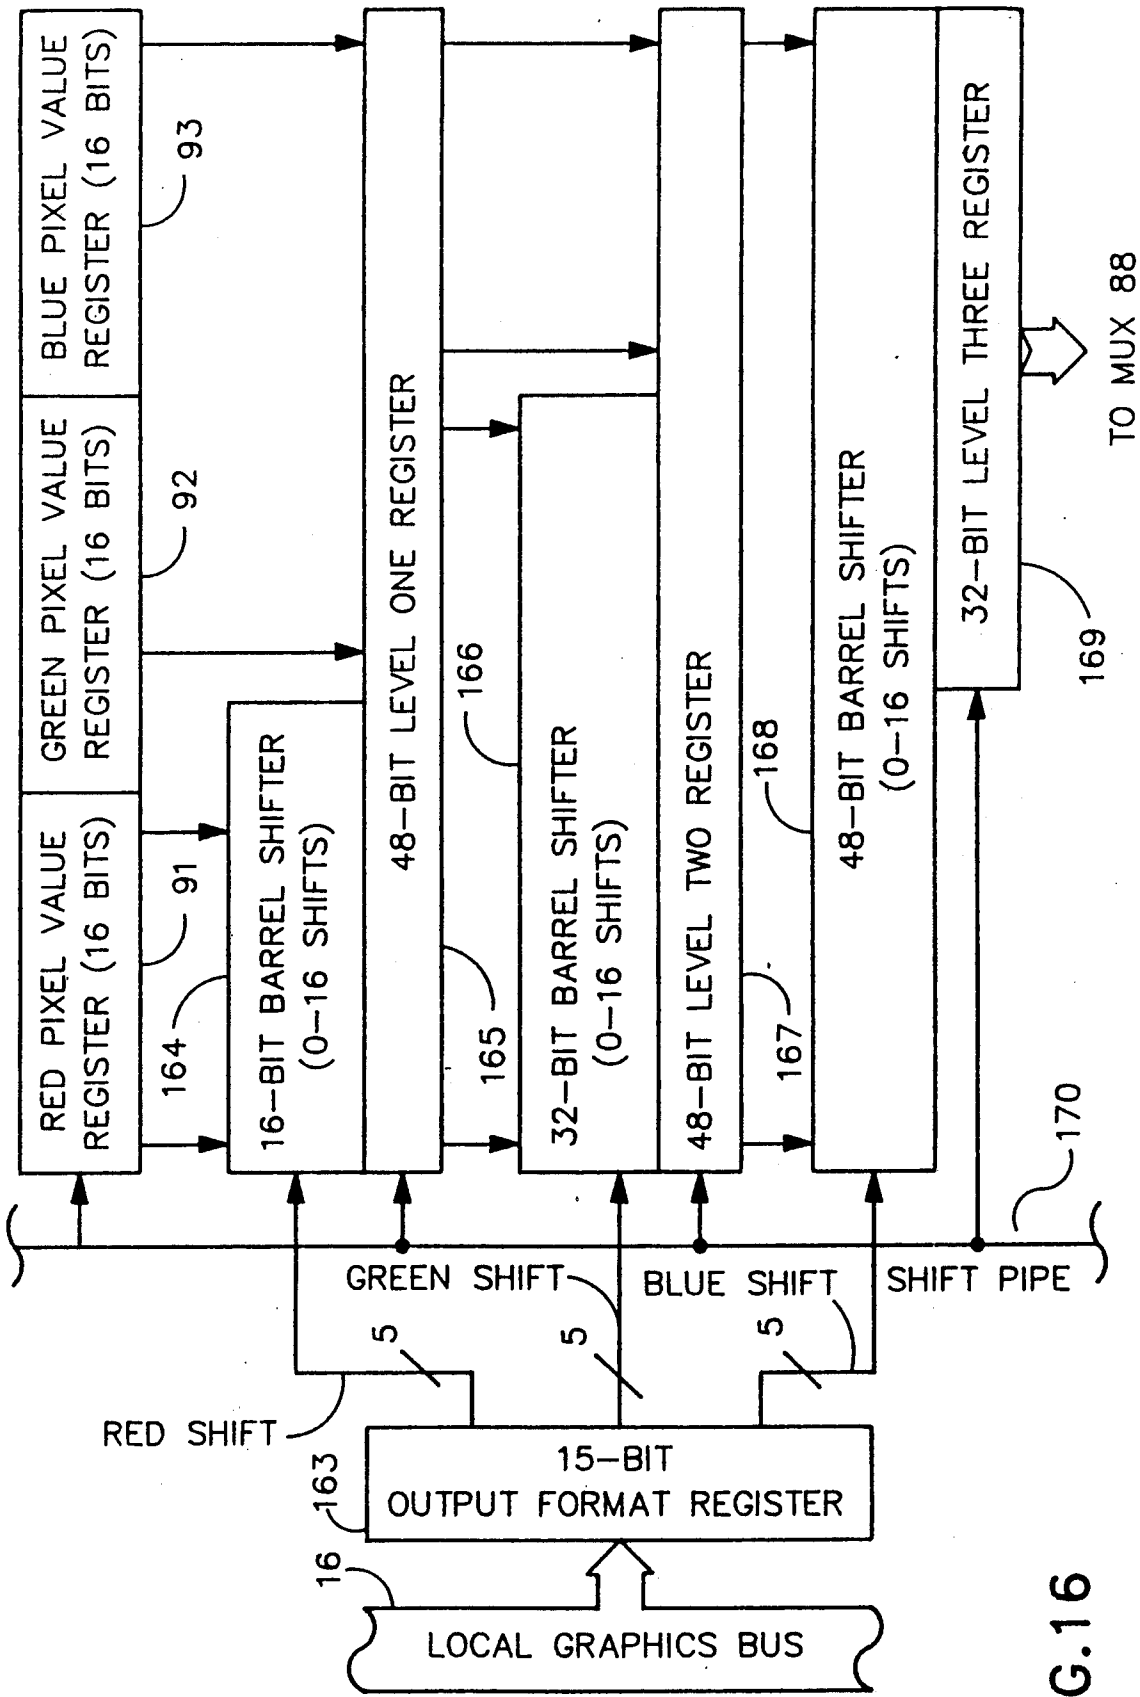 RED PIXEL VALUE
REGISTER (16 BITS)
GREEN PIXEL VALUE
REGISTER (16 BITS)
BLUE PIXEL VALUE
REGISTER (16 BITS)
91
92
93
164
16-BIT BARREL SHIFTER
(0-16 SHIFTS)
48-BIT LEVEL ONE REGISTER
165
166
32-BIT BARREL SHIFTER
(0-16 SHIFTS)
48-BIT LEVEL TWO REGISTER
167
168
48-BIT BARREL SHIFTER
(0-16 SHIFTS)
32-BIT LEVEL THREE REGISTER
169
TO MUX 88
170
SHIFT PIPE
RED SHIFT
GREEN SHIFT
BLUE SHIFT
5
5
5
163
15-BIT
OUTPUT FORMAT REGISTER
16
LOCAL GRAPHICS BUS
G.16